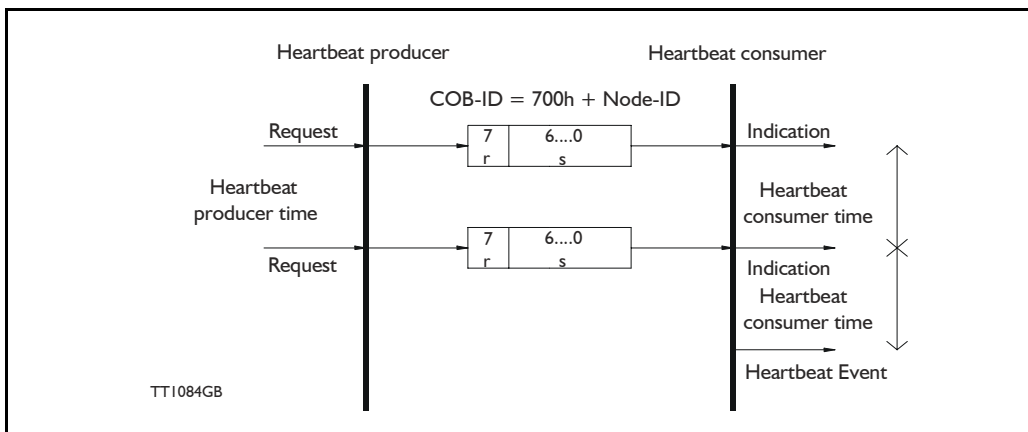 Heartbeat producer
Heartbeat consumer
COB-ID = 700h + Node-ID
Request
7
6....0
r
s
Indication
Heartbeat
producer time
Heartbeat
consumer time
Request
7
6....0
r
s
Indication
Heartbeat
consumer time
Heartbeat Event
TT1084GB